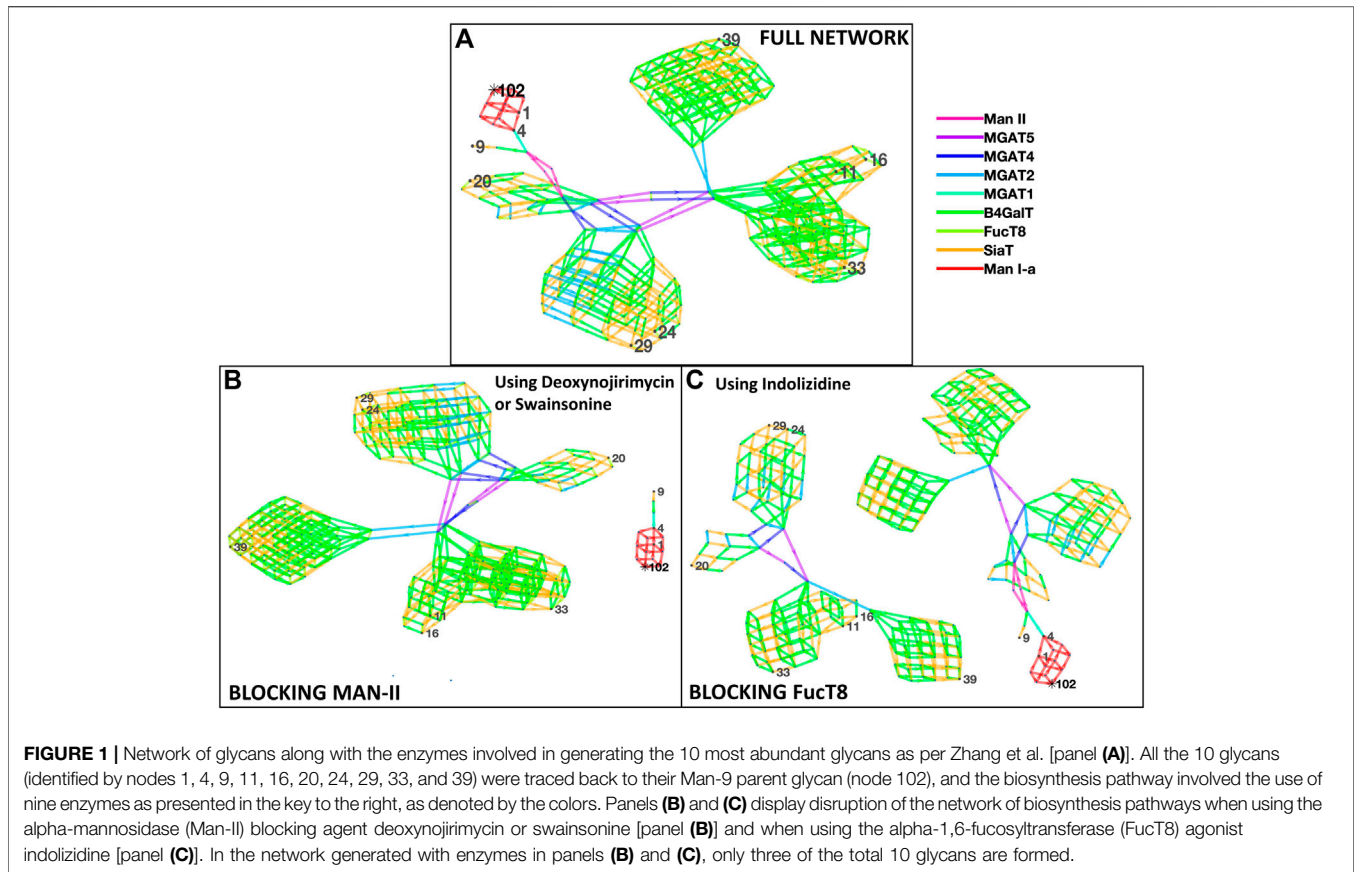 A
FULL NETWORK
39
102
1
4
9
20
16
11
33
24
29
Man II
MGAT5
MGAT4
MGAT2
MGAT1
B4GalT
FucT8
SiaT
Man I-a
B
Using Deoxynojirimycin
or Swainsonine
29
24
20
9
4
1
102
39
33
11
16
BLOCKING MAN-II
C
Using Indolizidine
29 24
20
16
11
33
39
9
4
1
102
BLOCKING FucT8
FIGURE 1 | Network of glycans along with the enzymes involved in generating the 10 most abundant glycans as per Zhang et al. [panel (A)]. All the 10 glycans
(identified by nodes 1, 4, 9, 11, 16, 20, 24, 29, 33, and 39) were traced back to their Man-9 parent glycan (node 102), and the biosynthesis pathway involved the use of
nine enzymes as presented in the key to the right, as denoted by the colors. Panels (B) and (C) display disruption of the network of biosynthesis pathways when using the
alpha-mannosidase (Man-II) blocking agent deoxynojirimycin or swainsonine [panel (B)] and when using the alpha-1,6-fucosyltransferase (FucT8) agonist
indolizidine [panel (C)]. In the network generated with enzymes in panels (B) and (C), only three of the total 10 glycans are formed.